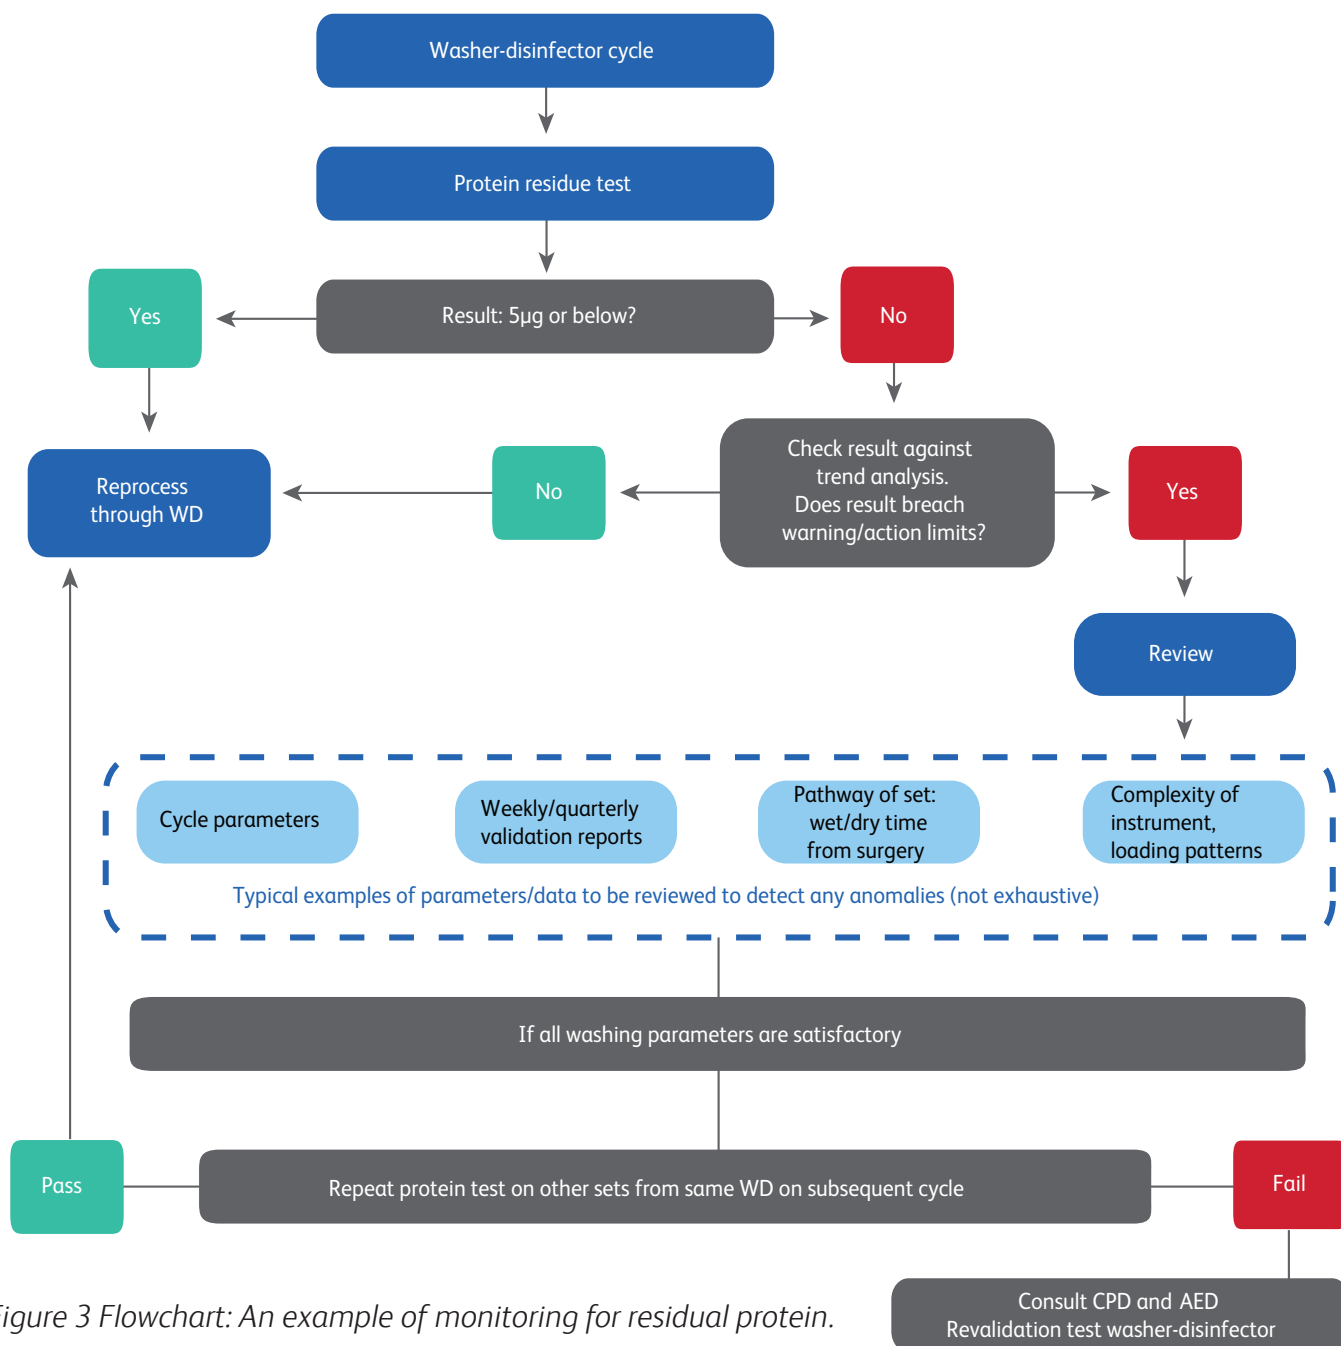 Washer-disinfector cycle
Protein residue test
Result: 5µg or below?
Yes
No
Check result against
trend analysis.
Does result breach
warning/action limits?
No
Yes
Reprocess
through WD
Review
Cycle parameters
Weekly/quarterly
validation reports
Pathway of set:
wet/dry time
from surgery
Complexity of
instrument,
loading patterns
Typical examples of parameters/data to be reviewed to detect any anomalies (not exhaustive)
If all washing parameters are satisfactory
Pass
Repeat protein test on other sets from same WD on subsequent cycle
Fail
Consult CPD and AED
Revalidation test washer-disinfector
igure 3 Flowchart: An example of monitoring for residual protein.